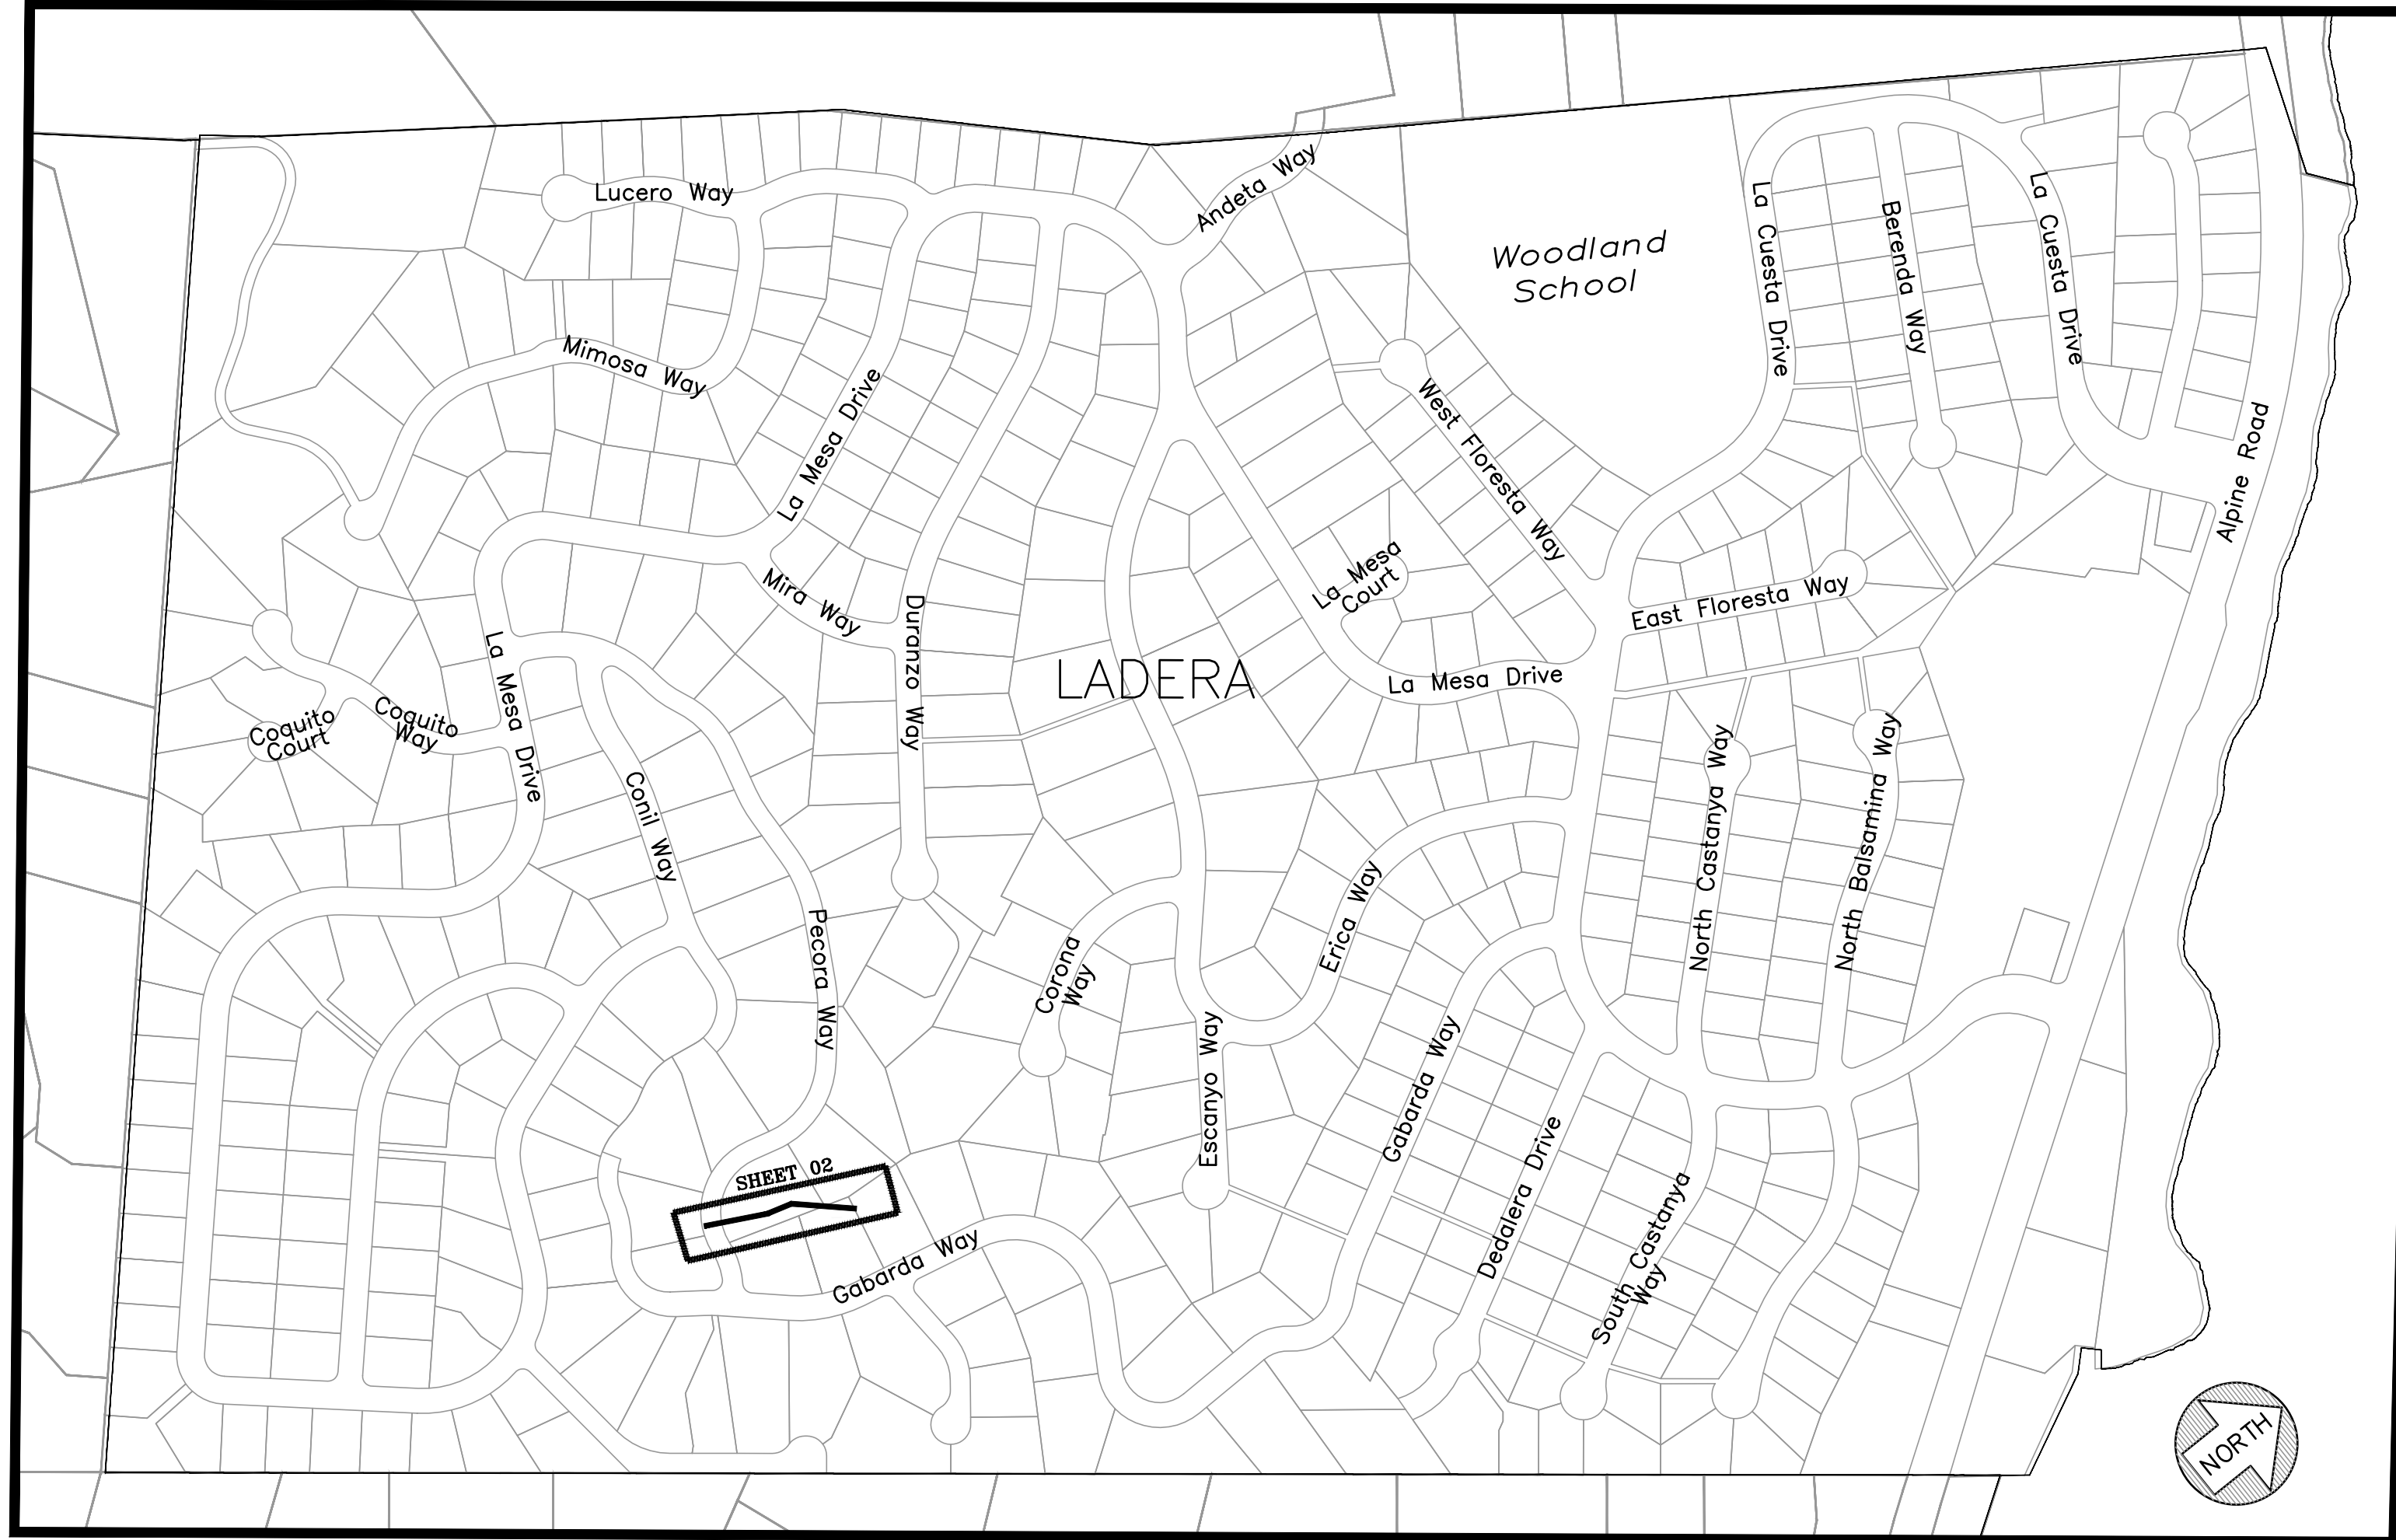 Lucero Way
Andeta Way
Woodland
School
La Cuesta Drive
Berenda Way
La Cuesta Drive
Mimosa Way
La Mesa Drive
West Floresta Way
Alpine Road
La Mesa
Court
Mira Way
Duranzo Way
East Floresta Way
LADERA
La Mesa Drive
La Mesa Drive
Coquito
Court
Coquito
Way
Conil Way
North Castanya Way
North Balsamina Way
Pecora Way
Corona
Way
Erica Way
Escanyo Way
Gabarda Way
Dedalera Drive
South Castanya
Way
SHEET 02
Gabarda Way
NORTH